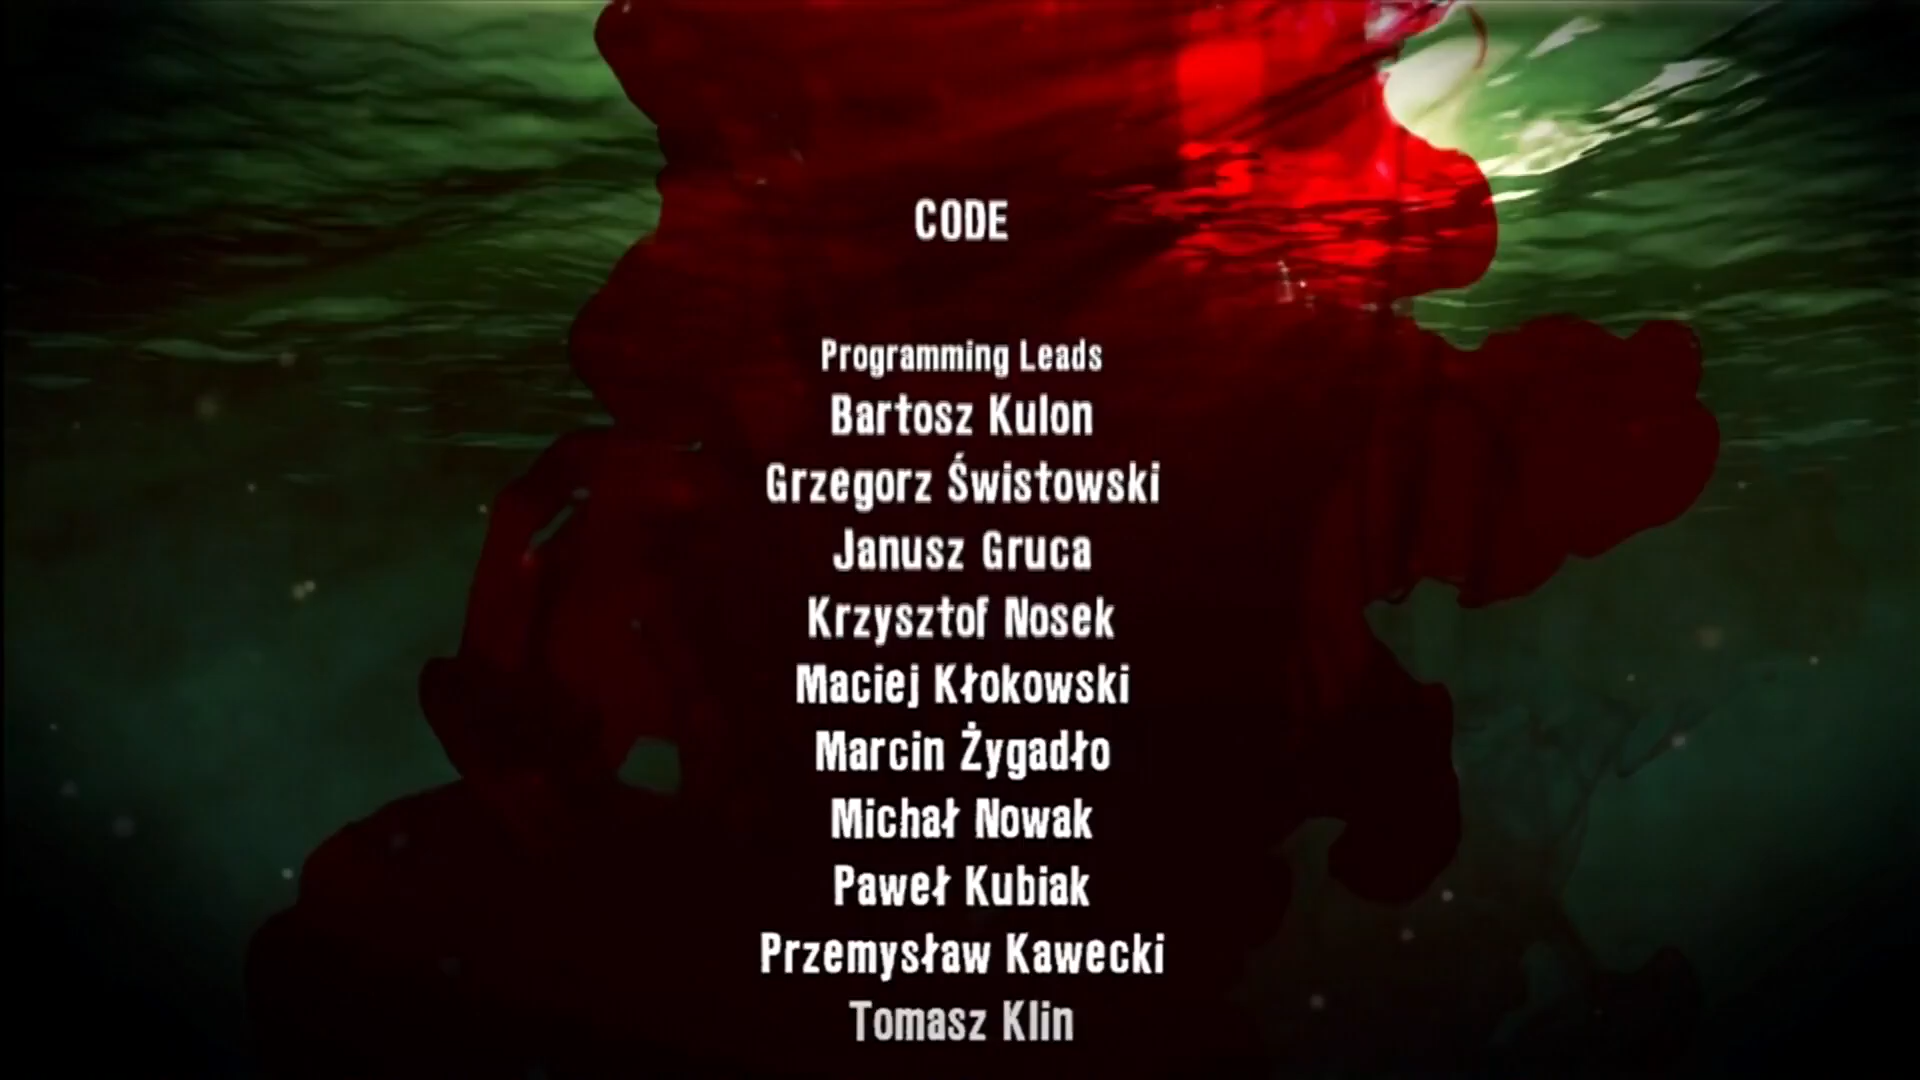 CODE
Programming Leads
Bartosz Kulon
Grzegorz Świstowski
Janusz Gruca
Krzysztof Nosek
Maciej Kłokowski
Marcin Żygadło
Michał Nowak
Paweł Kubiak
Przemysław Kawecki
Tomasz Klin